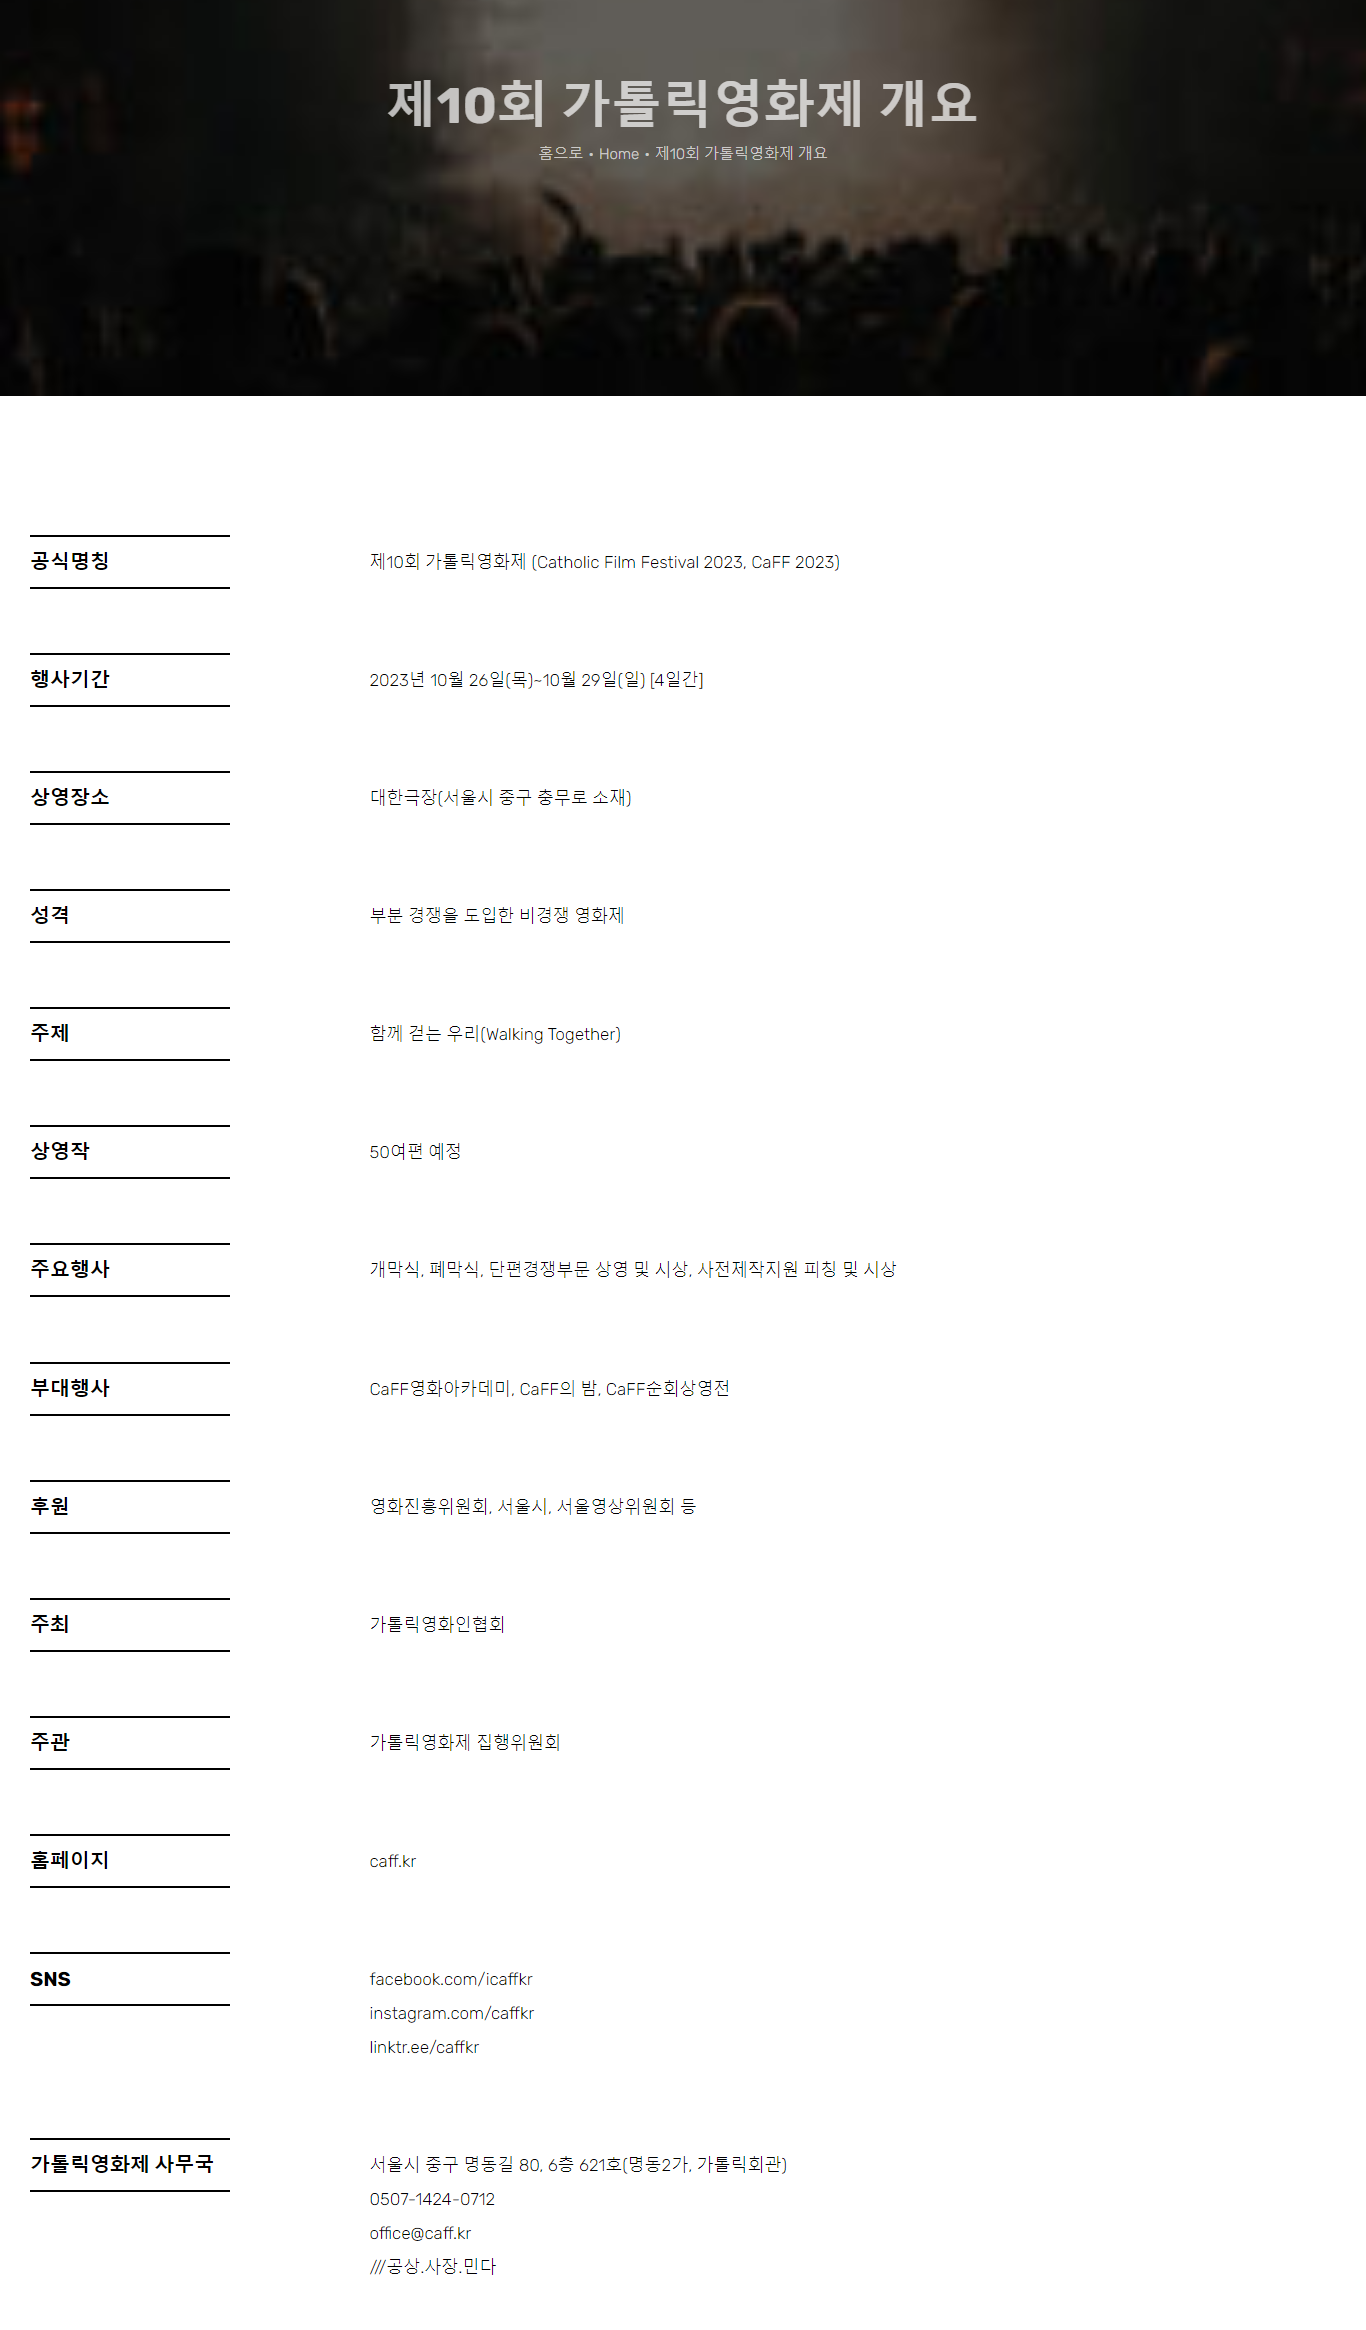 제10회 가톨릭영화제 개요
홈으로 • Home • 제10회 가톨릭영화제 개요
공식명칭
제10회 가톨릭영화제 (Catholic Film Festival 2023, CaFF 2023)
행사기간
2023년 10월 26일(목)~10월 29일(일) [4일간]
상영장소
대한극장(서울시 중구 충무로 소재)
성격
부분 경쟁을 도입한 비경쟁 영화제
주제
함께 걷는 우리(Walking Together)
상영작
50여편 예정
주요행사
개막식, 폐막식, 단편경쟁부문 상영 및 시상, 사전제작지원 피칭 및 시상
부대행사
CaFF영화아카데미, CaFF의 밤, CaFF순회상영전
후원
영화진흥위원회, 서울시, 서울영상위원회 등
주최
가톨릭영화인협회
주관
가톨릭영화제 집행위원회
홈페이지
caff.kr
SNS
facebook.com/icaffkr
instagram.com/caffkr
linktr.ee/caffkr
가톨릭영화제 사무국
서울시 중구 명동길 80, 6층 621호(명동2가, 가톨릭회관)
0507-1424-0712
office@caff.kr
///공상.사장.민다